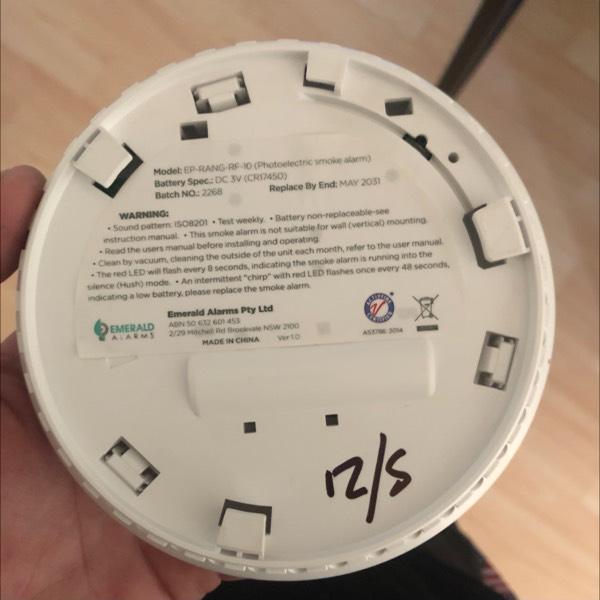 Model: EP-RANG-RF-10 (Photoelectric smoke alarm)
Battery Spec.: DC 3V (CR17450)
Batch NO.: 2268 Replace By End: MAY 2031
WARNING:
• Sound pattern: ISO8201 • Test weekly. • Battery non-replaceable-see
instruction manual. • This smoke alarm is not suitable for wall (vertical) mounting.
• Read the users manual before installing and operating.
• Clean by vacuum, cleaning the outside of the unit each month, refer to the user manual.
• The red LED will flash every 8 seconds, indicating the smoke alarm is running into the
silence (Hush) mode. • An intermittent "chirp" with red LED flashes once every 48 seconds,
indicating a low battery, please replace the smoke alarm.
EMERALD
ALARMS
Emerald Alarms Pty Ltd
ABN 50 632 601 453
2/29 Mitchell Rd Brookvale NSW 2100
MADE IN CHINA Ver 1.0
AS3786: 2014
12/S